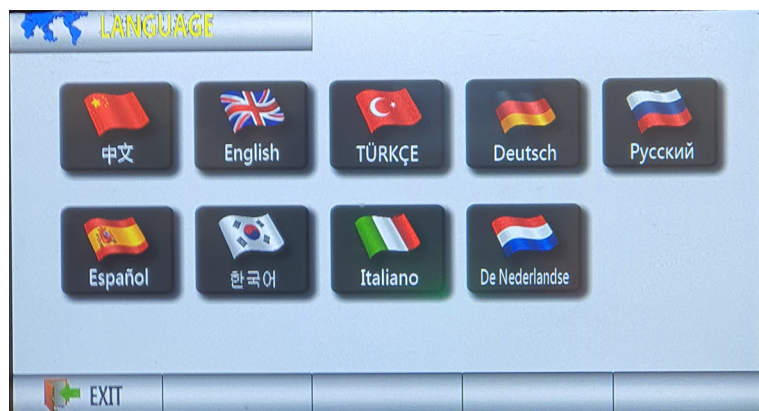 LANGUAGE
中文
English
TÜRKÇE
Deutsch
Русский
Español
한국어
Italiano
De Nederlandse
EXIT